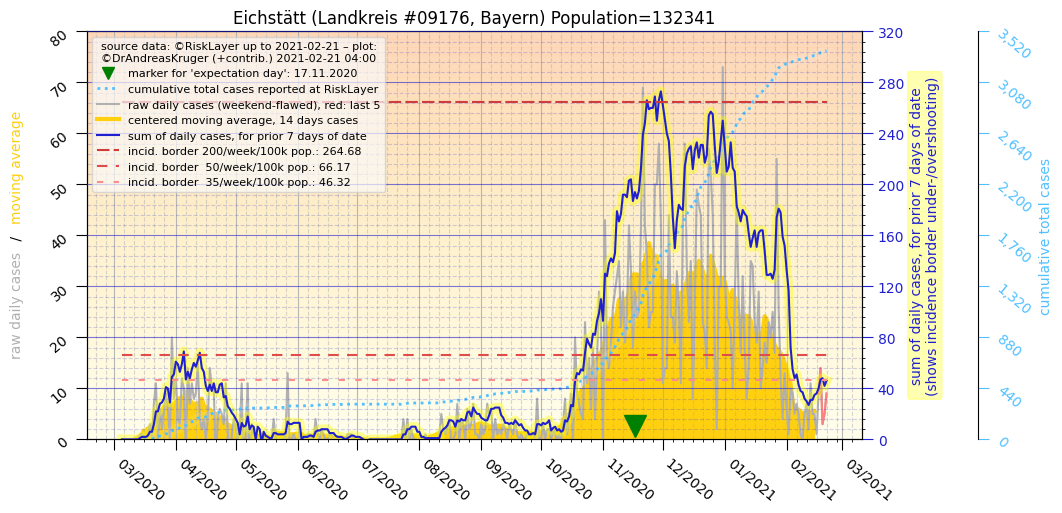 Eichstätt (Landkreis #09176, Bayern) Population=132341
source data: ©RiskLayer up to 2021-02-21 – plot:
©DrAndreasKruger (+contrib.) 2021-02-21 04:00
marker for 'expectation day': 17.11.2020
cumulative total cases reported at RiskLayer
raw daily cases (weekend-flawed), red: last 5
centered moving average, 14 days cases
sum of daily cases, for prior 7 days of date
incid. border 200/week/100k pop.: 264.68
incid. border 50/week/100k pop.: 66.17
incid. border 35/week/100k pop.: 46.32
raw daily cases / moving average
80
70
60
50
40
30
20
10
0
03/2020
04/2020
05/2020
06/2020
07/2020
08/2020
09/2020
10/2020
11/2020
12/2020
01/2021
02/2021
03/2021
320
280
240
200
160
120
80
40
0
sum of daily cases, for prior 7 days of date
(shows incidence border under-/overshooting)
3,520
3,080
2,640
2,200
1,760
1,320
880
440
0
cumulative total cases